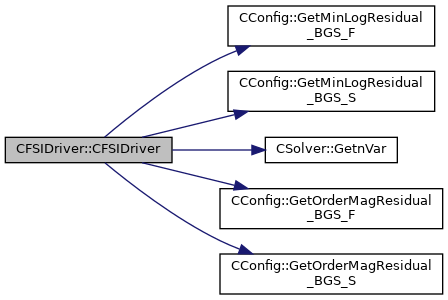 CConfig::GetMinLogResidual
_BGS_F
CConfig::GetMinLogResidual
_BGS_S
CFSIDriver::CFSIDriver
CSolver::GetnVar
CConfig::GetOrderMagResidual
_BGS_F
CConfig::GetOrderMagResidual
_BGS_S